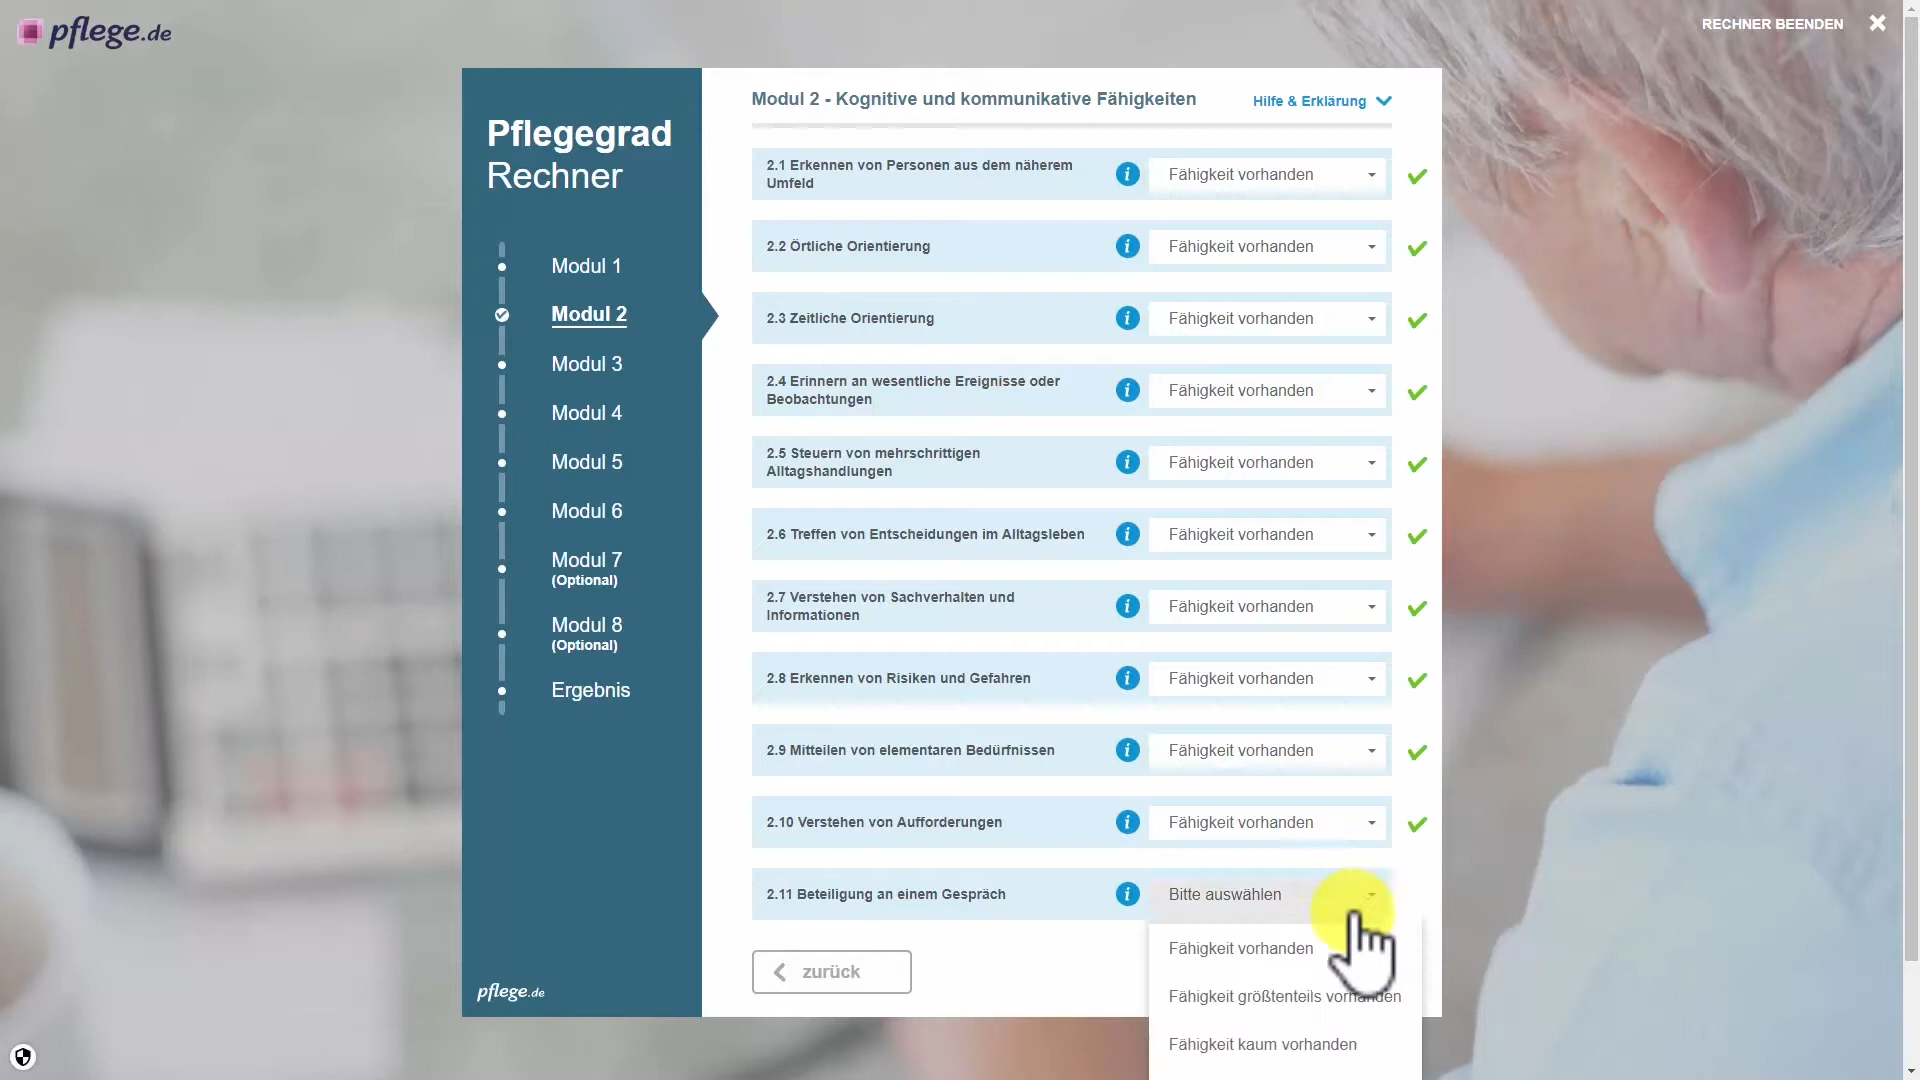 pflege.de
RECHNER BEENDEN
Pflegegrad
Rechner
Modul 1
Modul 2
Modul 3
Modul 4
Modul 5
Modul 6
Modul 7
(Optional)
Modul 8
(Optional)
Ergebnis
pflege.de
Modul 2 - Kognitive und kommunikative Fähigkeiten
Hilfe & Erklärung
2.1 Erkennen von Personen aus dem näherem
Umfeld
Fähigkeit vorhanden
2.2 Örtliche Orientierung
Fähigkeit vorhanden
2.3 Zeitliche Orientierung
Fähigkeit vorhanden
2.4 Erinnern an wesentliche Ereignisse oder
Beobachtungen
Fähigkeit vorhanden
2.5 Steuern von mehrschrittigen
Alltagshandlungen
Fähigkeit vorhanden
2.6 Treffen von Entscheidungen im Alltagsleben
Fähigkeit vorhanden
2.7 Verstehen von Sachverhalten und
Informationen
Fähigkeit vorhanden
2.8 Erkennen von Risiken und Gefahren
Fähigkeit vorhanden
2.9 Mitteilen von elementaren Bedürfnissen
Fähigkeit vorhanden
2.10 Verstehen von Aufforderungen
Fähigkeit vorhanden
2.11 Beteiligung an einem Gespräch
Bitte auswählen
Fähigkeit vorhanden
Fähigkeit größtenteils vorhanden
Fähigkeit kaum vorhanden
zurück